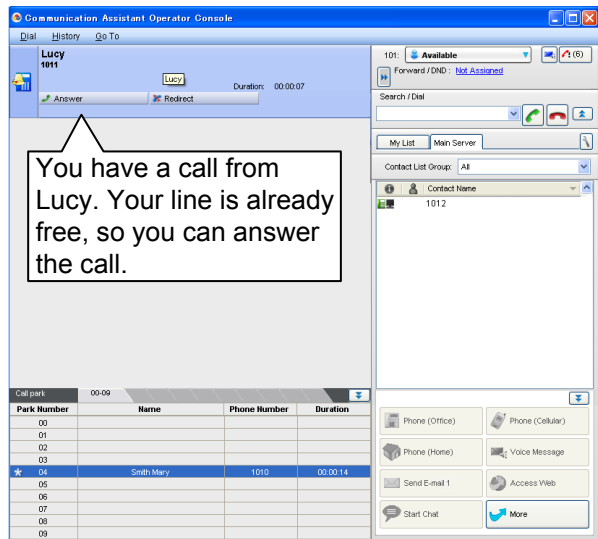 Communication Assistant Operator Console
Dial History Go To
Lucy
1011
Lucy
Duration: 00:00:07
Answer Redirect
You have a call from
Lucy. Your line is already
free, so you can answer
the call.
101: Available (6)
Forward / DND : Not Assigned
Search / Dial
My List Main Server
Contact List Group: All
Contact Name
1012
Call park 00-09
Park Number Name Phone Number Duration
00
01
02
03
04 Smith Mary 1010 00:00:14
05
06
07
08
09
Phone (Office) Phone (Cellular)
Phone (Home) Voice Message
Send E-mail 1 Access Web
Start Chat More